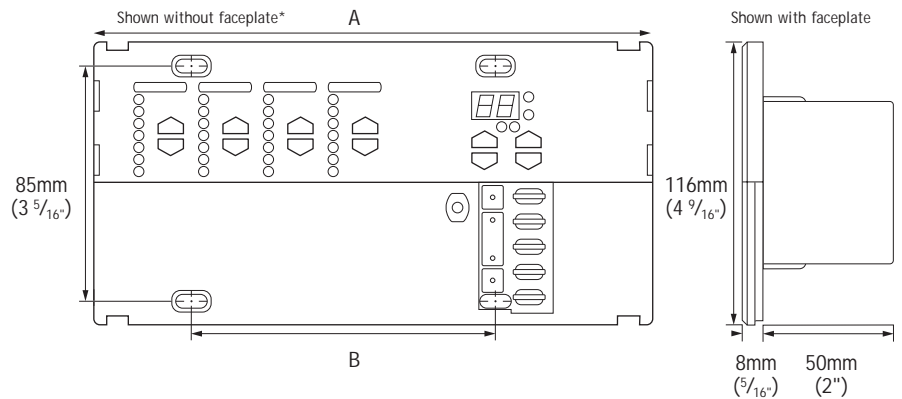 Shown without faceplate*
A
Shown with faceplate
88
85mm
(3 5/16")
116mm
(4 9/16")
B
8mm
(5/16")
50mm
(2")